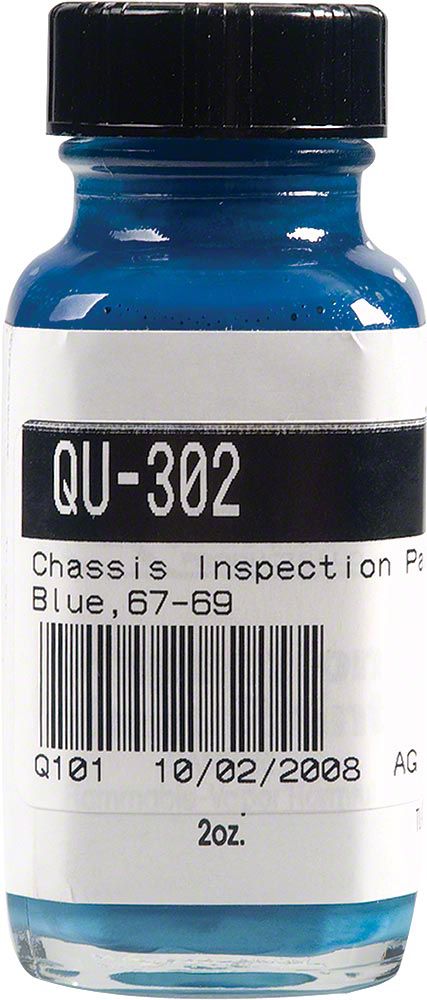 QU-302
Chassis Inspection Pa
Blue,67-69
Q101 10/02/2008 AG
2oz.